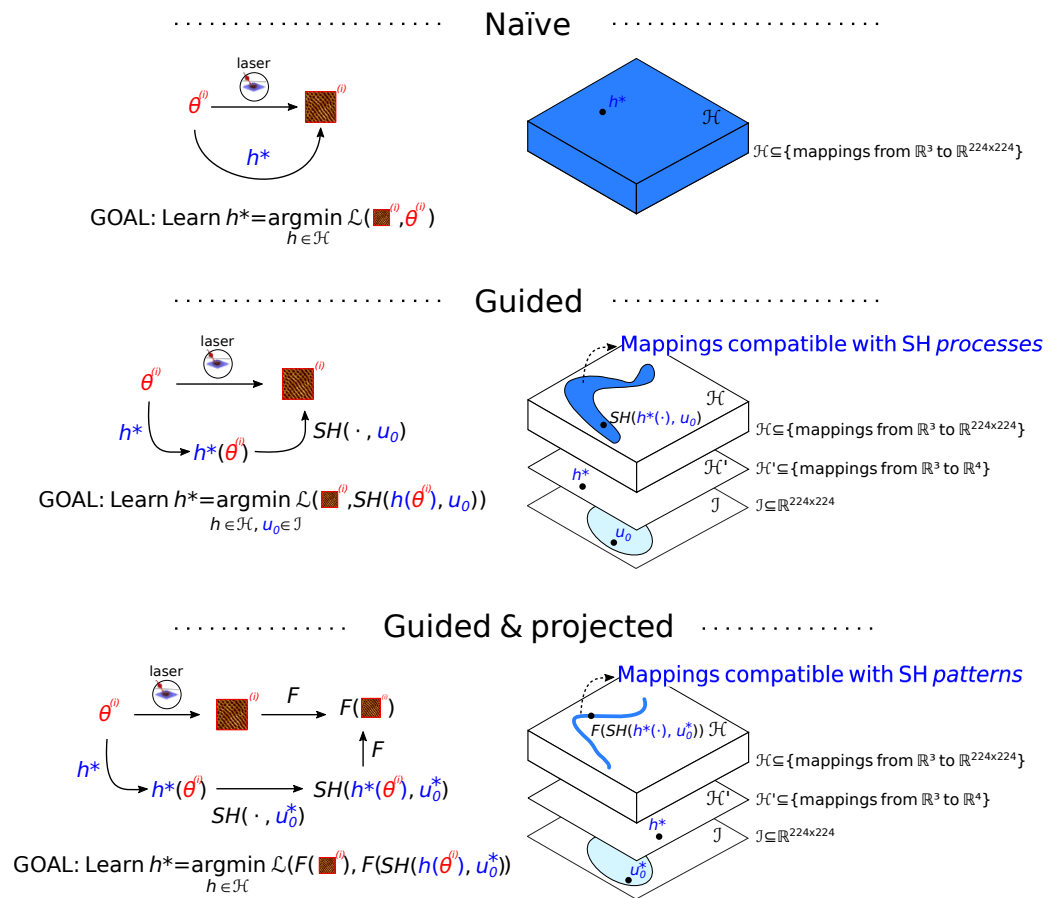 Naïve
laser
θ⁽ⁱ⁾ (i)
h*
GOAL: Learn h*=argmin ℒ( (i),θ⁽ⁱ⁾)
h ∈ ℋ
h*
ℋ
ℋ⊆{mappings from ℝ³ to ℝ²²⁴ˣ²²⁴}
Guided
laser
θ⁽ⁱ⁾ (i)
h*
h*(θ⁽ⁱ⁾)
SH( · , u₀)
GOAL: Learn h*=argmin ℒ( (i),SH(h(θ⁽ⁱ⁾), u₀))
h ∈ ℋ, u₀∈ ℐ
Mappings compatible with SH processes
ℋ
SH(h*(·), u₀)
ℋ⊆{mappings from ℝ³ to ℝ²²⁴ˣ²²⁴}
ℋ'
h*
ℋ'⊆{mappings from ℝ³ to ℝ⁴}
ℐ
u₀
ℐ⊆ℝ²²⁴ˣ²²⁴
Guided & projected
laser
θ⁽ⁱ⁾ (i)
F
F( (i))
F
h*
h*(θ⁽ⁱ⁾)
SH( · , u₀*)
SH(h*(θ⁽ⁱ⁾), u₀*)
GOAL: Learn h*=argmin ℒ(F( (i)), F(SH(h(θ⁽ⁱ⁾), u₀*))
h ∈ ℋ
Mappings compatible with SH patterns
F(SH(h*(·), u₀*)) ℋ
ℋ⊆{mappings from ℝ³ to ℝ²²⁴ˣ²²⁴}
ℋ'
h*
ℋ'⊆{mappings from ℝ³ to ℝ⁴}
ℐ
u₀*
ℐ⊆ℝ²²⁴ˣ²²⁴